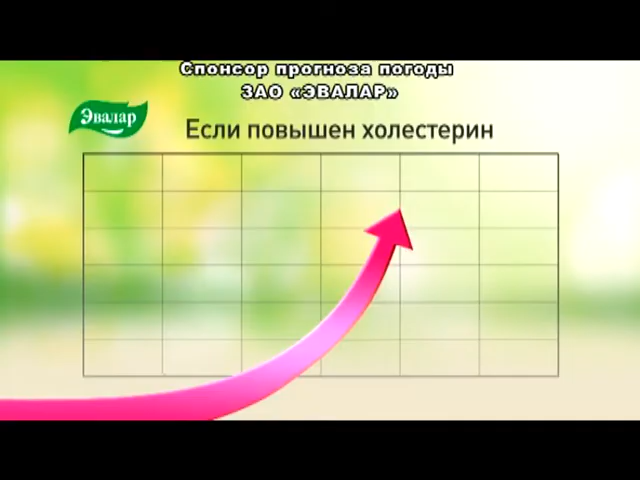 Спонсор прогноза погоды
ЗАО «ЭВАЛАР»
Эвалар
Если повышен холестерин